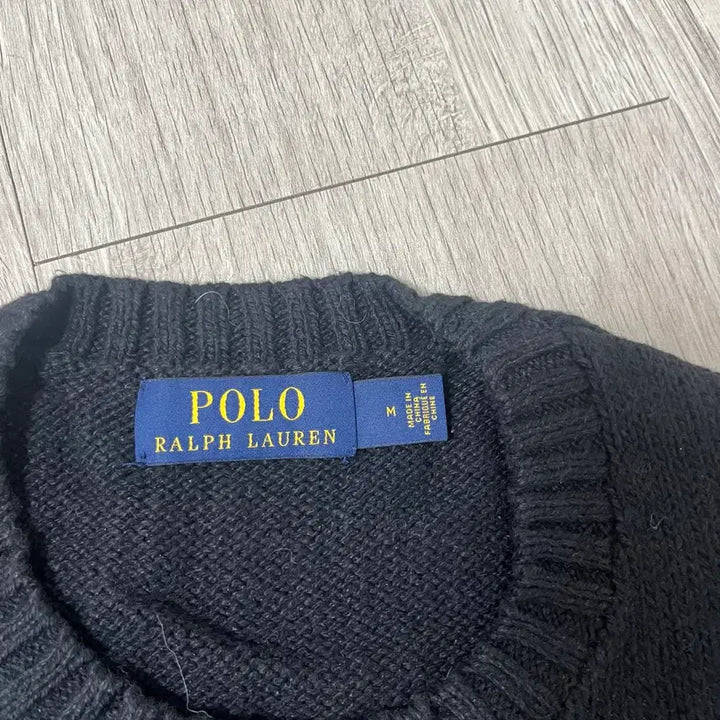 POLO
RALPH LAUREN
M
MADE IN
CHINA
FABRIQUÉ EN
CHINE